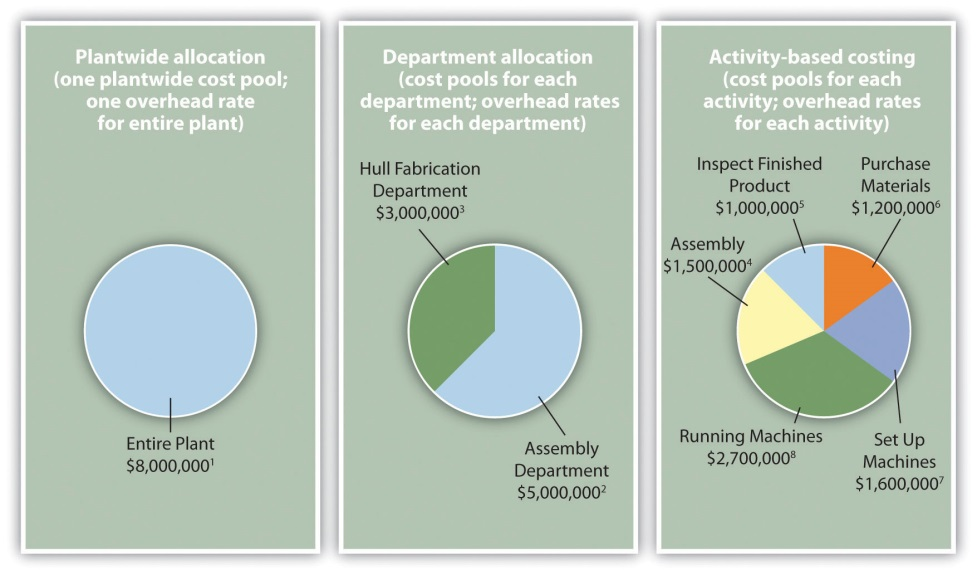 Plantwide allocation
(one plantwide cost pool;
one overhead rate
for entire plant)
Entire Plant
$8,000,000¹
Department allocation
(cost pools for each
department; overhead rates
for each department)
Hull Fabrication
Department
$3,000,000³
Assembly
Department
$5,000,000²
Activity-based costing
(cost pools for each
activity; overhead rates
for each activity)
Inspect Finished
Product
$1,000,000⁵
Purchase
Materials
$1,200,000⁶
Assembly
$1,500,000⁴
Running Machines
$2,700,000⁸
Set Up
Machines
$1,600,000⁷